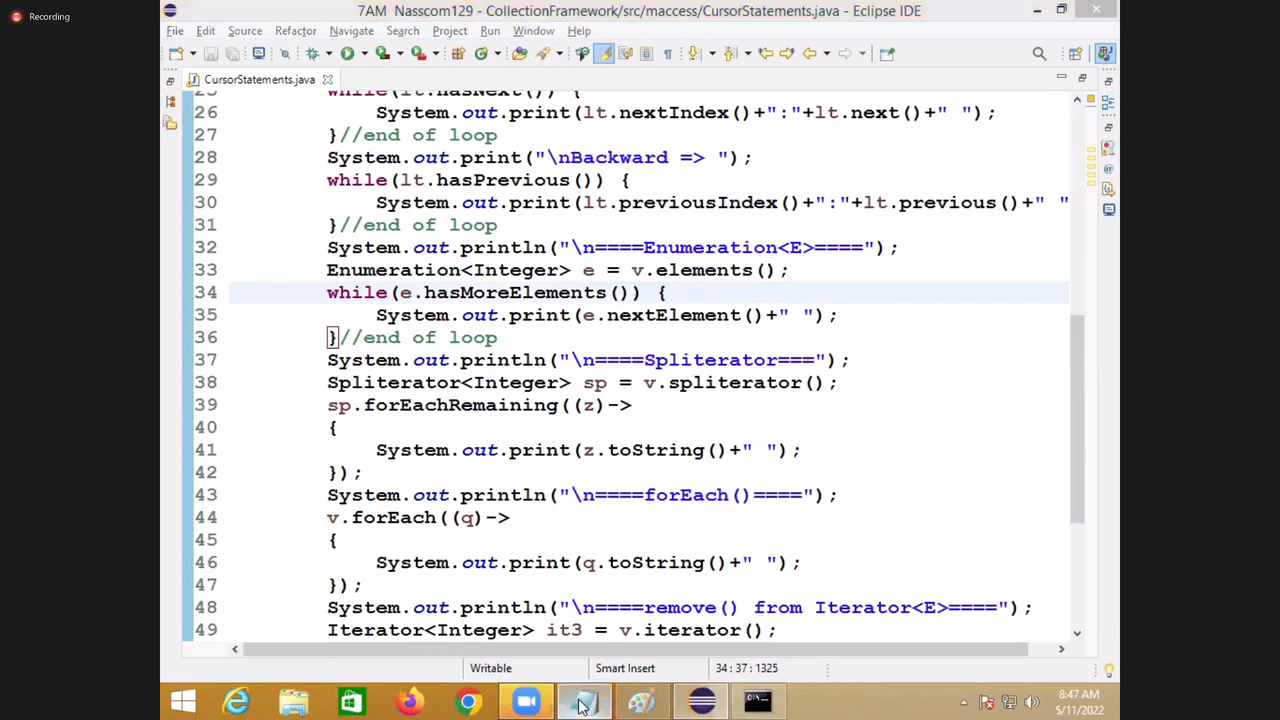 Recording
7AM Nasscom129 - CollectionFramework/src/maccess/CursorStatements.java - Eclipse IDE
File Edit Source Refactor Navigate Search Project Run Window Help
CursorStatements.java
25 while(lt.hasNext()) {
26 System.out.print(lt.nextIndex()+":"+lt.next()+" ");
27 }//end of loop
28 System.out.print("\nBackward => ");
29 while(lt.hasPrevious()) {
30 System.out.print(lt.previousIndex()+":"+lt.previous()+" "
31 }//end of loop
32 System.out.println("\n====Enumeration<E>====");
33 Enumeration<Integer> e = v.elements();
34 while(e.hasMoreElements()) {
35 System.out.print(e.nextElement()+" ");
36 }//end of loop
37 System.out.println("\n====Spliterator===");
38 Spliterator<Integer> sp = v.spliterator();
39 sp.forEachRemaining((z)->
40 {
41 System.out.print(z.toString()+" ");
42 });
43 System.out.println("\n====forEach()====");
44 v.forEach((q)->
45 {
46 System.out.print(q.toString()+" ");
47 });
48 System.out.println("\n====remove() from Iterator<E>====");
49 Iterator<Integer> it3 = v.iterator();
Writable Smart Insert 34 : 37 : 1325
8:47 AM
5/11/2022